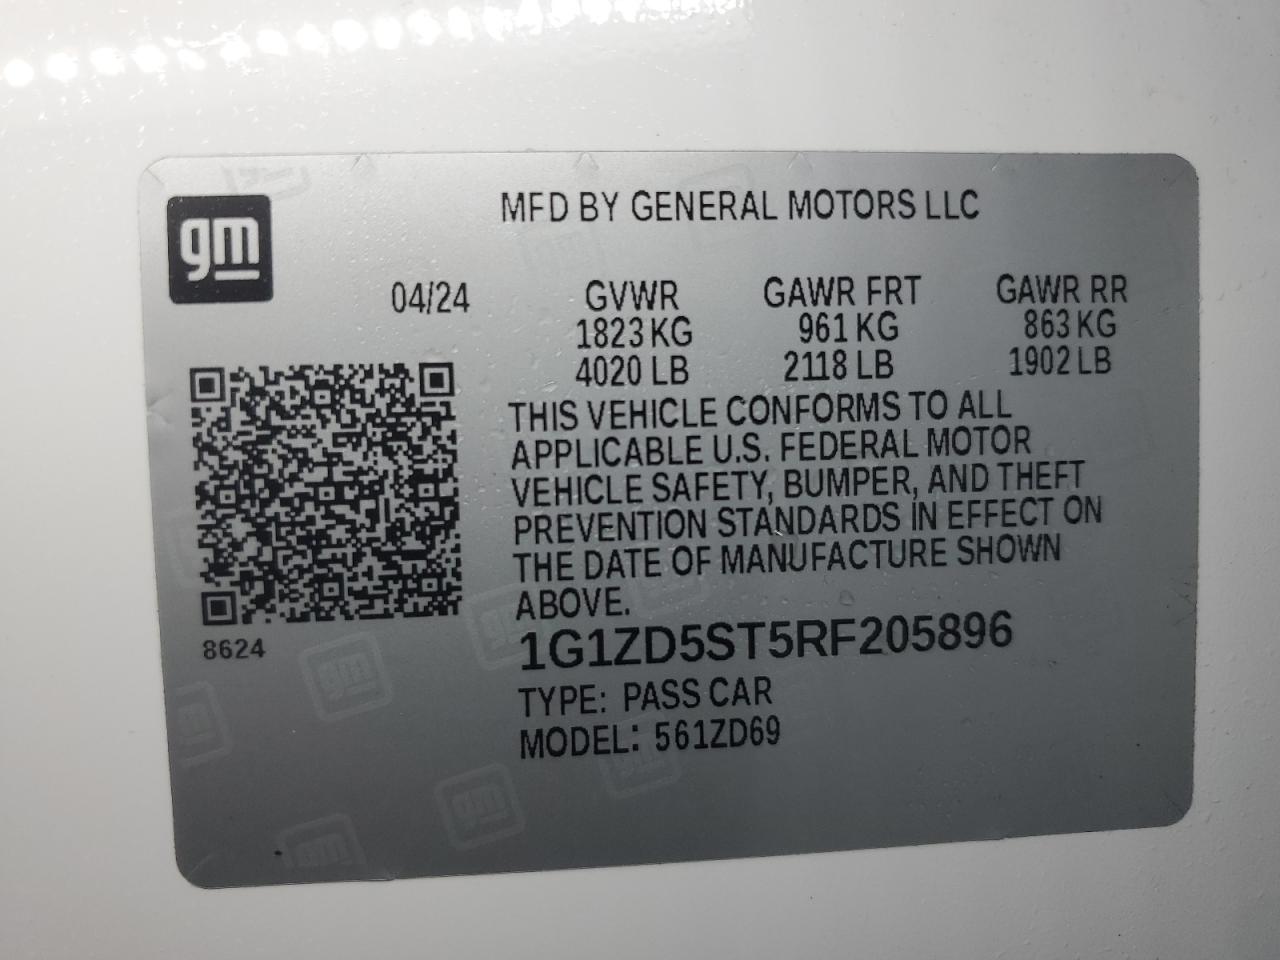 gm
MFD BY GENERAL MOTORS LLC
04/24
GVWR GAWR FRT GAWR RR
1823 KG 961 KG 863 KG
4020 LB 2118 LB 1902 LB
THIS VEHICLE CONFORMS TO ALL
APPLICABLE U.S. FEDERAL MOTOR
VEHICLE SAFETY, BUMPER, AND THEFT
PREVENTION STANDARDS IN EFFECT ON
THE DATE OF MANUFACTURE SHOWN
ABOVE.
8624
1G1ZD5ST5RF205896
TYPE: PASS CAR
MODEL: 561ZD69